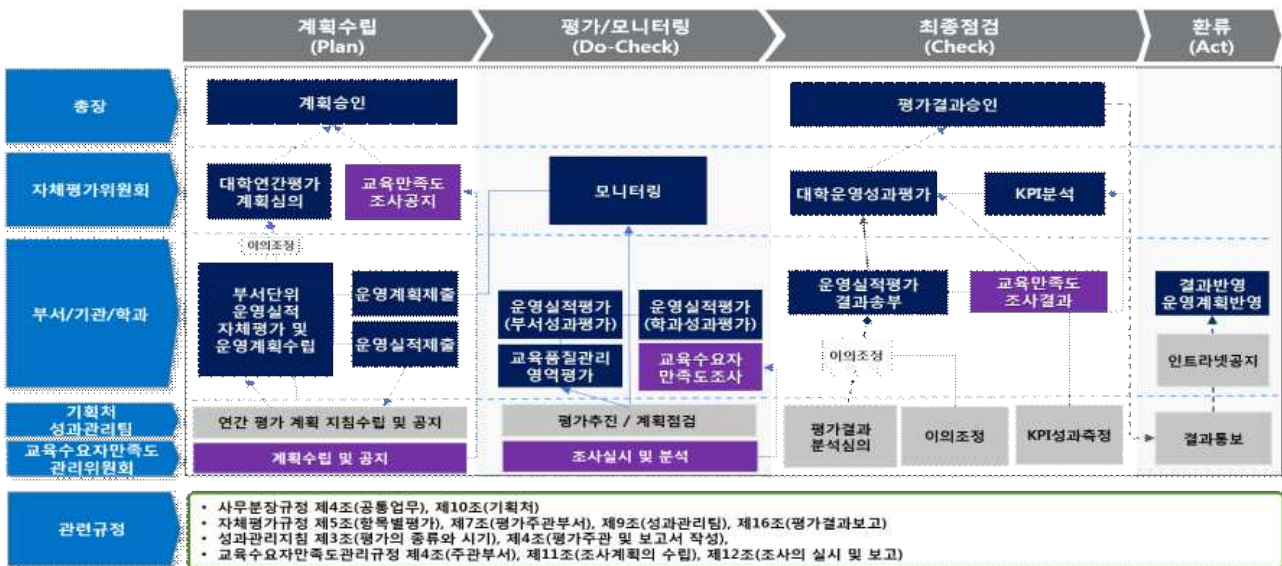 계획수립
(Plan)
평가/모니터링
(Do-Check)
최종점검
(Check)
환류
(Act)
총장
계획승인
평가결과승인
자체평가위원회
대학연간평가
계획심의
교육만족도
조사공지
모니터링
대학운영성과평가
KPI분석
이의조정
부서/기관/학과
부서단위
운영실적
자체평가 및
운영계획수립
운영계획제출
운영실적제출
운영실적평가
(부서성과평가)
운영실적평가
(학과성과평가)
교육품질관리
영역평가
교육수요자
만족도조사
운영실적평가
결과송부
교육만족도
조사결과
이의조정
결과반영
운영계획반영
인트라넷공지
기획처
성과관리팀
연간 평가 계획 지침수립 및 공지
평가추진 / 계획점검
평가결과
분석심의
이의조정
KPI성과측정
결과통보
교육수요자만족도
관리위원회
계획수립 및 공지
조사실시 및 분석
관련규정
• 사무분장규정 제4조(공통업무), 제10조(기획처)
• 자체평가규정 제5조(항목별평가), 제7조(평가주관부서), 제9조(성과관리팀), 제16조(평가결과보고)
• 성과관리지침 제3조(평가의 종류와 시기), 제4조(평가주관 및 보고서 작성),
• 교육수요자만족도관리규정 제4조(주관부서), 제11조(조사계획의 수립), 제12조(조사의 실시 및 보고)